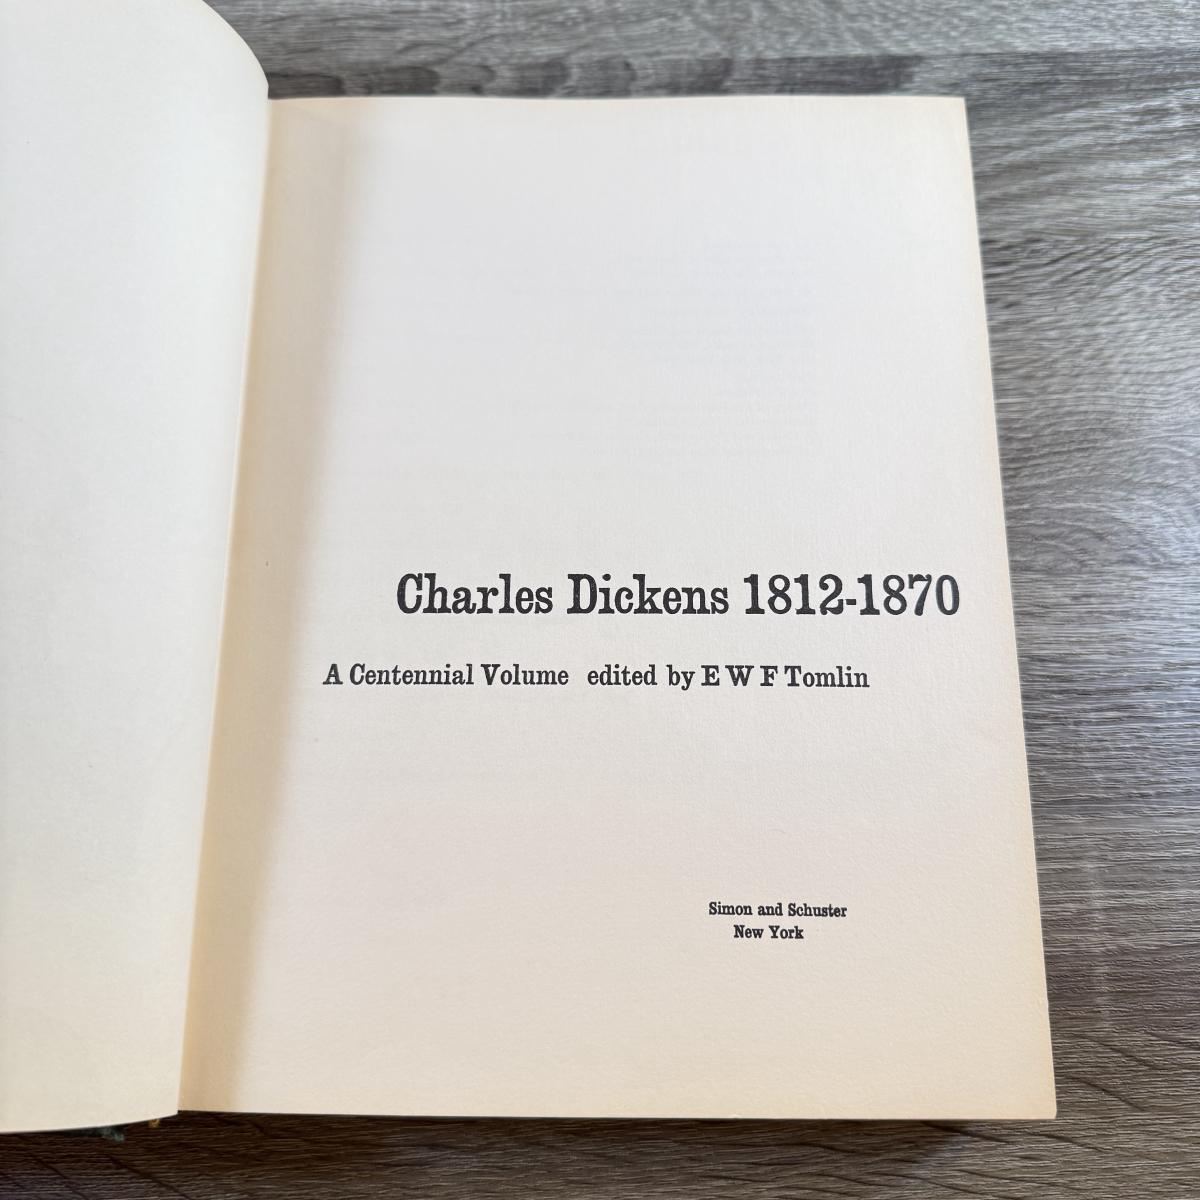 Charles Dickens 1812-1870
A Centennial Volume edited by E W F Tomlin
Simon and Schuster
New York